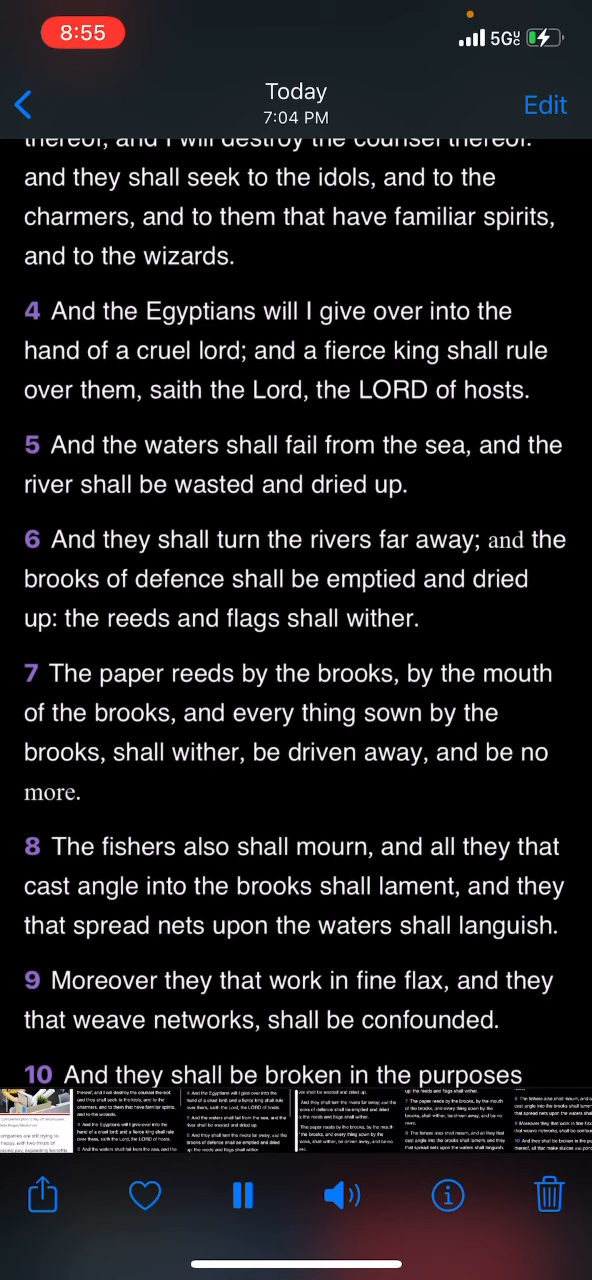 8:55
5G
Today
7:04 PM
Edit
thereof, and I will destroy the counsel thereof:
and they shall seek to the idols, and to the
charmers, and to them that have familiar spirits,
and to the wizards.
4 And the Egyptians will I give over into the
hand of a cruel lord; and a fierce king shall rule
over them, saith the Lord, the LORD of hosts.
5 And the waters shall fail from the sea, and the
river shall be wasted and dried up.
6 And they shall turn the rivers far away; and the
brooks of defence shall be emptied and dried
up: the reeds and flags shall wither.
7 The paper reeds by the brooks, by the mouth
of the brooks, and every thing sown by the
brooks, shall wither, be driven away, and be no
more.
8 The fishers also shall mourn, and all they that
cast angle into the brooks shall lament, and they
that spread nets upon the waters shall languish.
9 Moreover they that work in fine flax, and they
that weave networks, shall be confounded.
10 And they shall be broken in the purposes